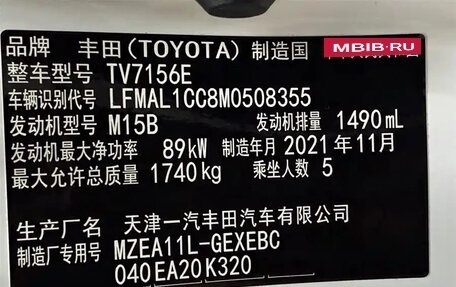 MBIB.RU
品牌 丰田(TOYOTA) 制造国
整车型号 TV7156E
车辆识别代号 LFMAL1CC8M0508355
发动机型号 M15B 发动机排量 1490mL
发动机最大净功率 89kW 制造年月 2021年11月
最大允许总质量 1740kg 乘坐人数 5
生产厂名 天津一汽丰田汽车有限公司
制造厂专用号 MZEA11L-GEXEBC
040EA20K320